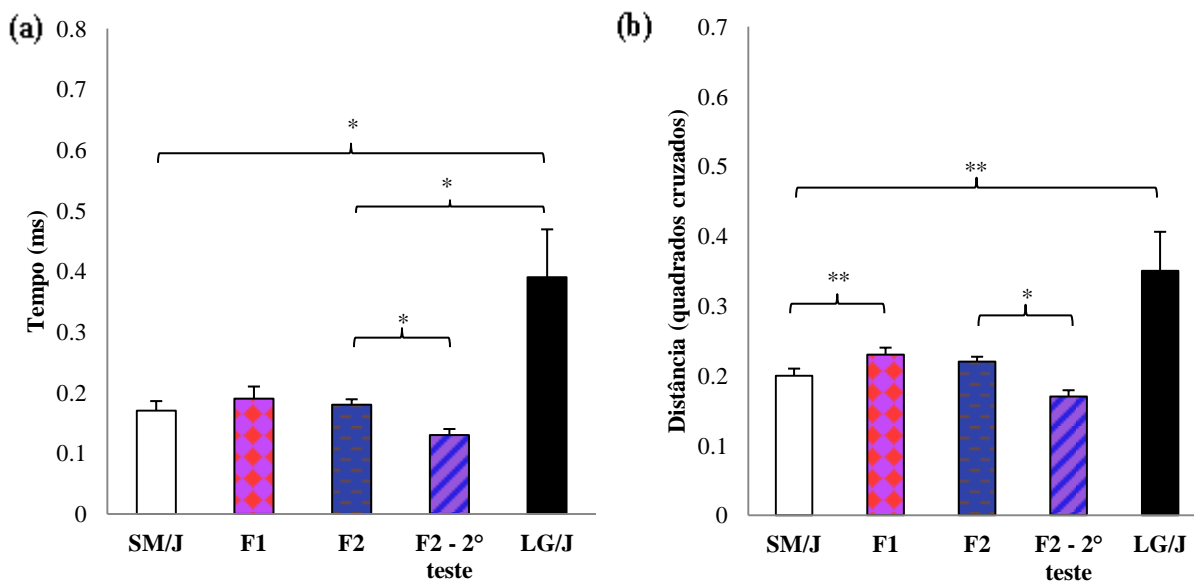 (a)
Tempo (ms)
0.8
0.7
0.6
0.5
0.4
0.3
0.2
0.1
0
*
*
*
SM/J F1 F2 F2 - 2° LG/J
teste
(b)
Distância (quadrados cruzados)
0.7
0.6
0.5
0.4
0.3
0.2
0.1
0
**
**
*
SM/J F1 F2 F2 - 2° LG/J
teste